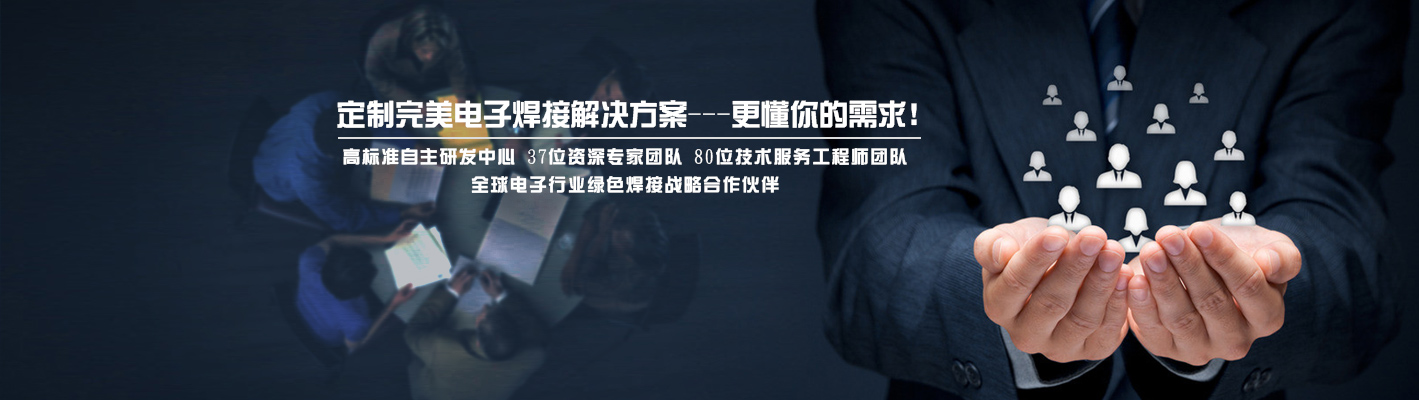 定制完美电子焊接解决方案---更懂你的需求！
高标准自主研发中心 37位资深专家团队 80位技术服务工程师团队
全球电子行业绿色焊接战略合作伙伴